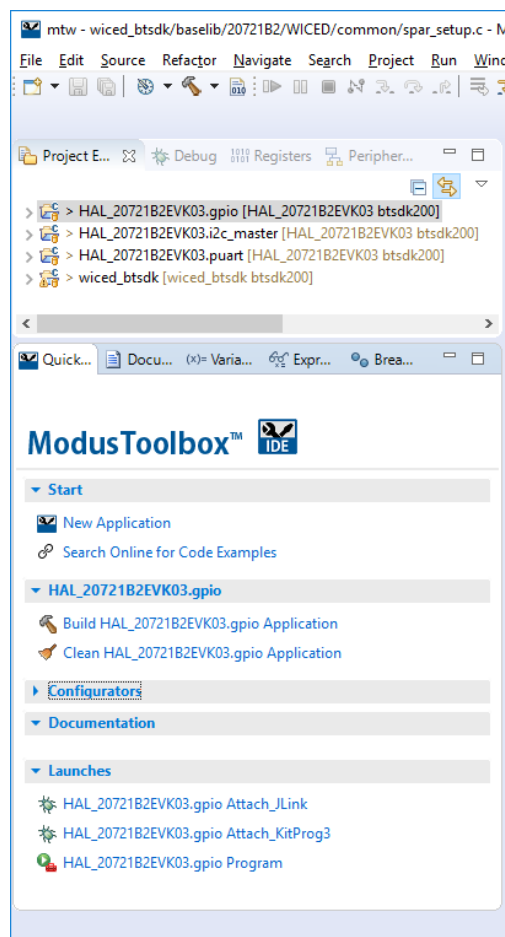 mtw - wiced_btsdk/baselib/20721B2/WICED/common/spar_setup.c - M
File Edit Source Refactor Navigate Search Project Run Wind
Project E... Debug Registers Peripher...
> HAL_20721B2EVK03.gpio [HAL_20721B2EVK03 btsdk200]
> HAL_20721B2EVK03.i2c_master [HAL_20721B2EVK03 btsdk200]
> HAL_20721B2EVK03.puart [HAL_20721B2EVK03 btsdk200]
> wiced_btsdk [wiced_btsdk btsdk200]
Quick... Docu... (x)= Varia... Expr... Brea...
ModusToolbox™ IDE
Start
New Application
Search Online for Code Examples
HAL_20721B2EVK03.gpio
Build HAL_20721B2EVK03.gpio Application
Clean HAL_20721B2EVK03.gpio Application
Configurators
Documentation
Launches
HAL_20721B2EVK03.gpio Attach_JLink
HAL_20721B2EVK03.gpio Attach_KitProg3
HAL_20721B2EVK03.gpio Program